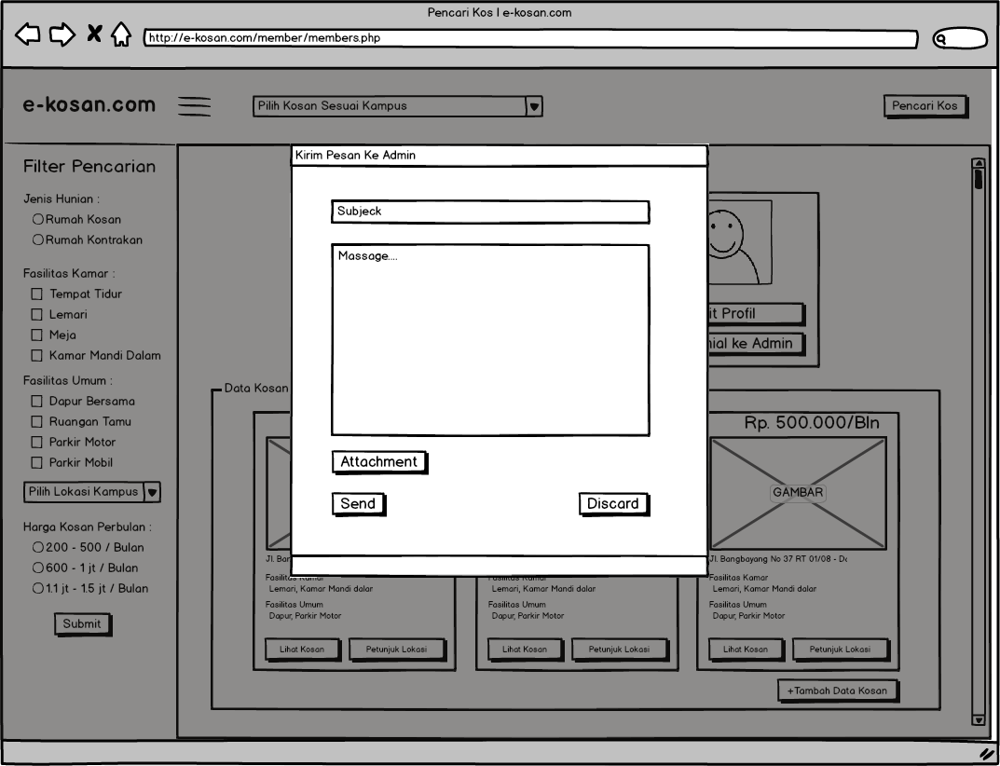 Pencari Kos | e-kosan.com
http://e-kosan.com/member/members.php
e-kosan.com
Pilih Kosan Sesuai Kampus
Pencari Kos
Filter Pencarian
Jenis Hunian :
Rumah Kosan
Rumah Kontrakan
Fasilitas Kamar :
Tempat Tidur
Lemari
Meja
Kamar Mandi Dalam
Fasilitas Umum :
Dapur Bersama
Ruangan Tamu
Parkir Motor
Parkir Mobil
Pilih Lokasi Kampus
Harga Kosan Perbulan :
200 - 500 / Bulan
600 - 1 jt / Bulan
1.1 jt - 1.5 jt / Bulan
Submit
Kirim Pesan Ke Admin
Subjeck
Massage....
Attachment
Send
Discard
it Profil
ial ke Admin
Data Kosan
Jl. Ban
Fasilitas Kamar
Lemari, Kamar Mandi dalar
Fasilitas Umum
Dapur, Parkir Motor
Lihat Kosan
Petunjuk Lokasi
Fasilitas Kamar
Lemari, Kamar Mandi dalar
Fasilitas Umum
Dapur, Parkir Motor
Lihat Kosan
Petunjuk Lokasi
Rp. 500.000/Bln
GAMBAR
Jl. Bangbayang No 37 RT 01/08 - Do
Fasilitas Kamar
Lemari, Kamar Mandi dalar
Fasilitas Umum
Dapur, Parkir Motor
Lihat Kosan
Petunjuk Lokasi
+Tambah Data Kosan